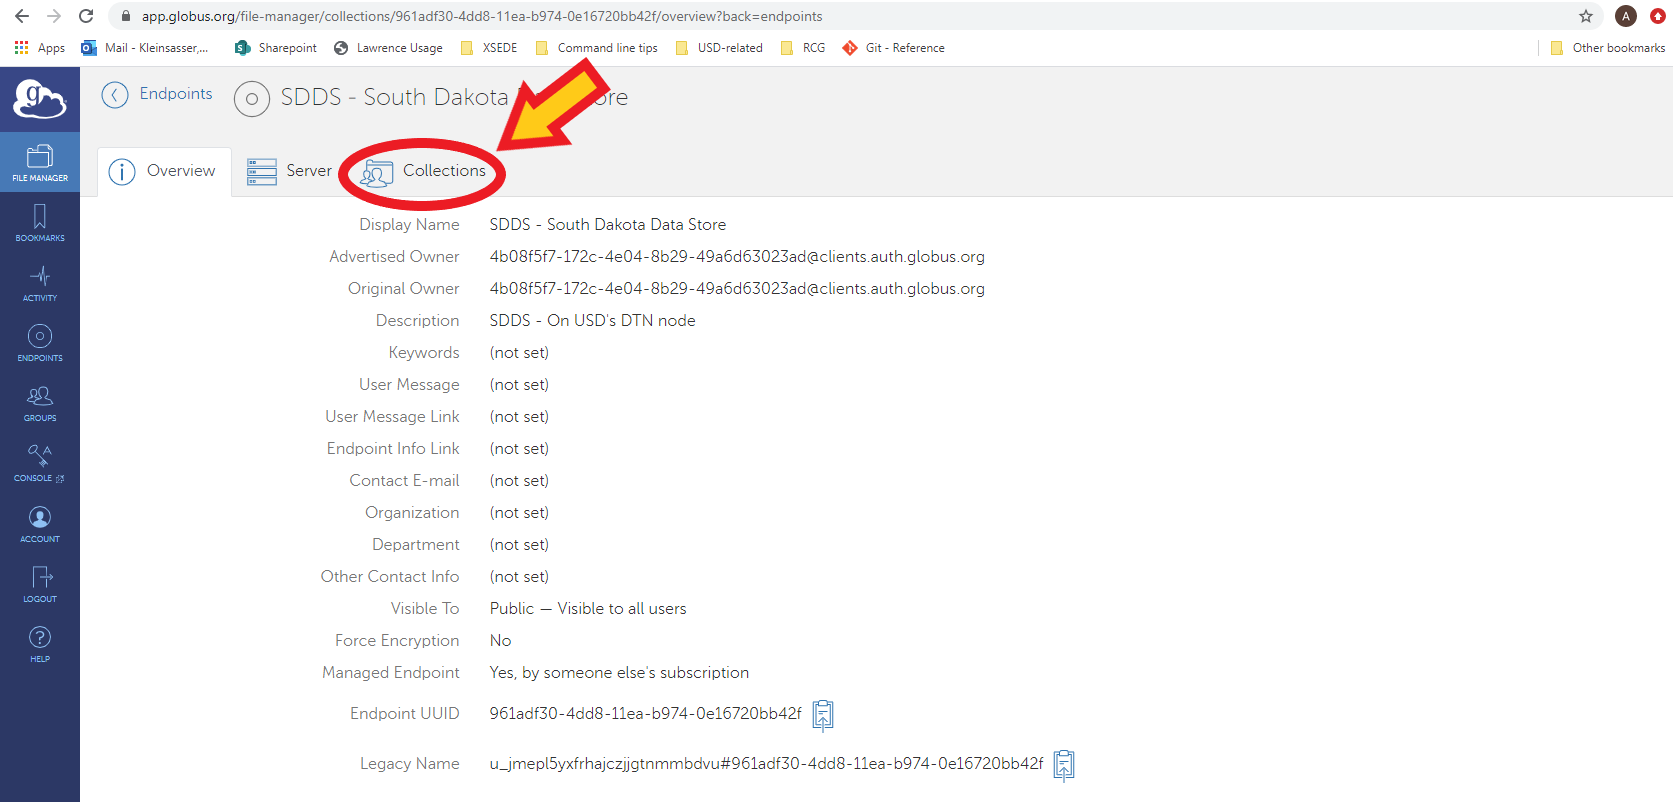 app.globus.org/file-manager/collections/961adf30-4dd8-11ea-b974-0e16720bb42f/overview?back=endpoints
A
Apps
Mail - Kleinsasser,...
Sharepoint
Lawrence Usage
XSEDE
Command line tips
USD-related
RCG
Git - Reference
Other bookmarks
g
Endpoints
SDDS - South Dakota
FILE MANAGER
BOOKMARKS
ACTIVITY
ENDPOINTS
GROUPS
CONSOLE
ACCOUNT
LOGOUT
HELP
Overview
Server
Collections
Display Name SDDS - South Dakota Data Store
Advertised Owner 4b08f5f7-172c-4e04-8b29-49a6d63023ad@clients.auth.globus.org
Original Owner 4b08f5f7-172c-4e04-8b29-49a6d63023ad@clients.auth.globus.org
Description SDDS - On USD's DTN node
Keywords (not set)
User Message (not set)
User Message Link (not set)
Endpoint Info Link (not set)
Contact E-mail (not set)
Organization (not set)
Department (not set)
Other Contact Info (not set)
Visible To Public — Visible to all users
Force Encryption No
Managed Endpoint Yes, by someone else's subscription
Endpoint UUID 961adf30-4dd8-11ea-b974-0e16720bb42f
Legacy Name u_jmepl5yxfrhajczjjgtnmmbdvu#961adf30-4dd8-11ea-b974-0e16720bb42f